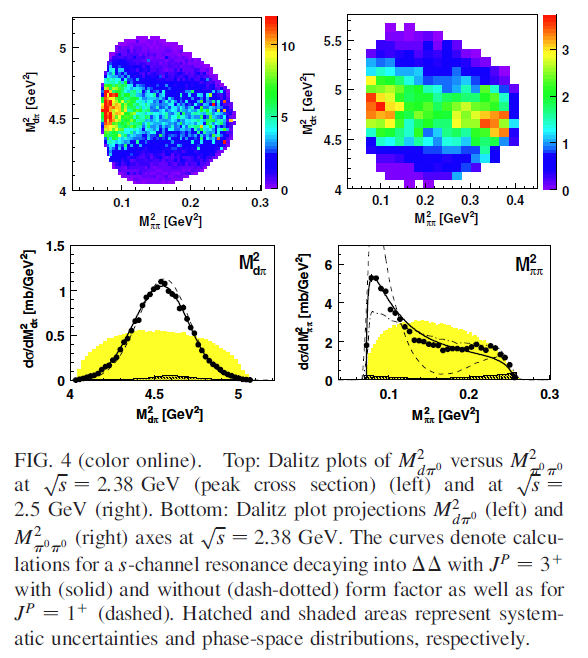 5
4.5
4
M²dπ [GeV²]
0.1 0.2 0.3
M²ππ [GeV²]
10
5
0
5.5
5
4.5
4
M²dπ [GeV²]
0.1 0.2 0.3 0.4
M²ππ [GeV²]
3
2
1
0
1.5
1
0.5
0
dσ/dM²dπ [mb/GeV²]
M²dπ
4 4.5 5
M²dπ [GeV²]
6
4
2
0
dσ/dM²ππ [mb/GeV²]
M²ππ
0.1 0.2 0.3
M²ππ [GeV²]
FIG. 4 (color online). Top: Dalitz plots of M²dπ⁰ versus M²π⁰π⁰
at √s = 2.38 GeV (peak cross section) (left) and at √s =
2.5 GeV (right). Bottom: Dalitz plot projections M²dπ⁰ (left) and
M²π⁰π⁰ (right) axes at √s = 2.38 GeV. The curves denote calcu-
lations for a s-channel resonance decaying into ΔΔ with Jᴾ = 3⁺
with (solid) and without (dash-dotted) form factor as well as for
Jᴾ = 1⁺ (dashed). Hatched and shaded areas represent system-
atic uncertainties and phase-space distributions, respectively.